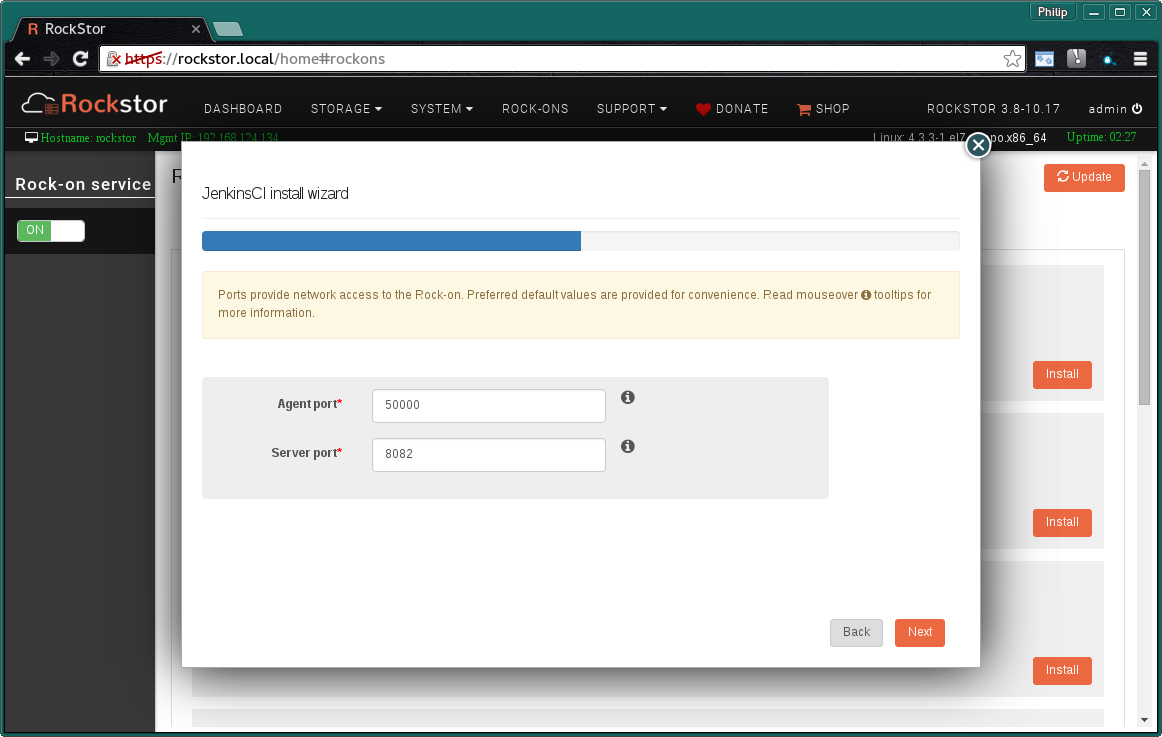 Philip
R RockStor
https://rockstor.local/home#rockons
Rockstor DASHBOARD STORAGE SYSTEM ROCK-ONS SUPPORT DONATE SHOP ROCKSTOR 3.8-10.17 admin
Hostname: rockstor Mgmt IP: 192.168.124.134 Linux: 4.3.3-1.el7 po.x86_64 Uptime: 02:27
Rock-on service
ON
R
Update
JenkinsCI install wizard
Ports provide network access to the Rock-on. Preferred default values are provided for convenience. Read mouseover tooltips for
more information.
Install
Agent port* 50000
Server port* 8082
Install
Back Next
Install